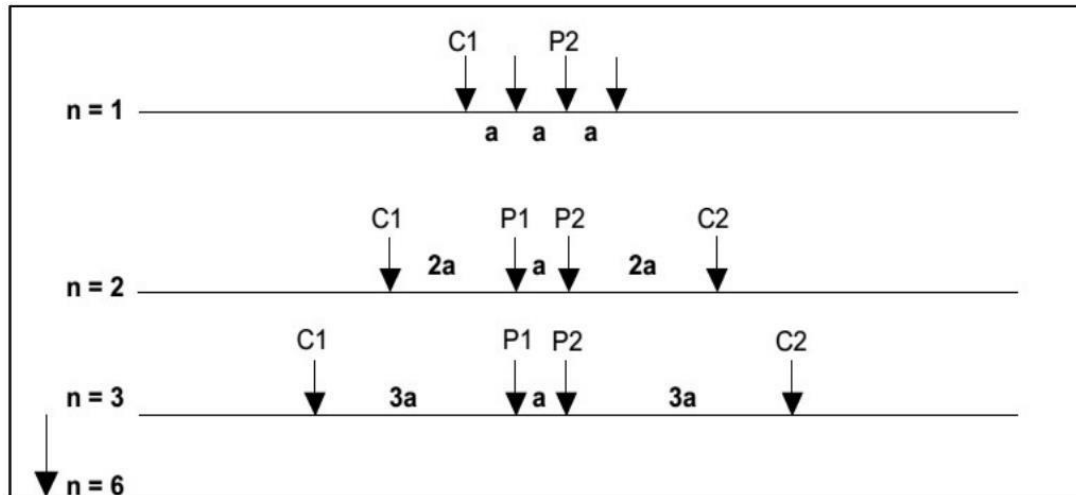 C1 P2
n = 1
a a a
C1 P1 P2 C2
2a a 2a
n = 2
C1 P1 P2 C2
n = 3 3a a 3a
n = 6